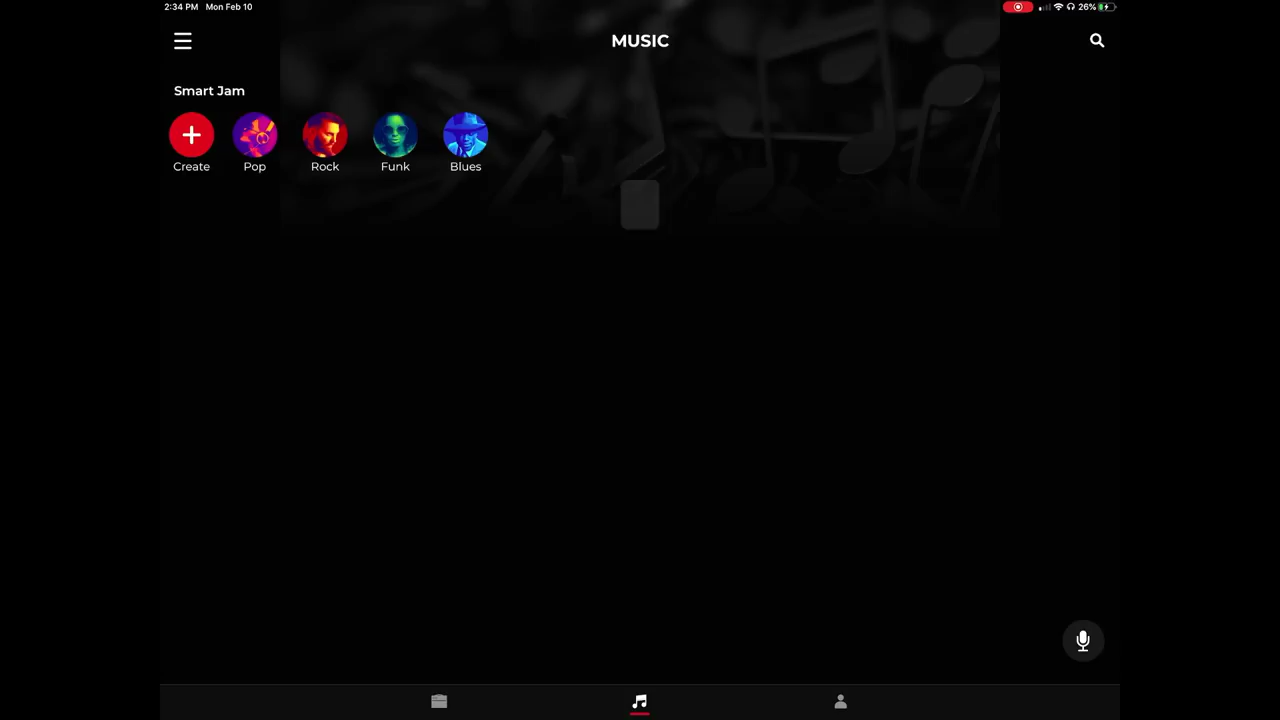 2:34 PM Mon Feb 10
26%
MUSIC
Smart Jam
Create
Pop
Rock
Funk
Blues